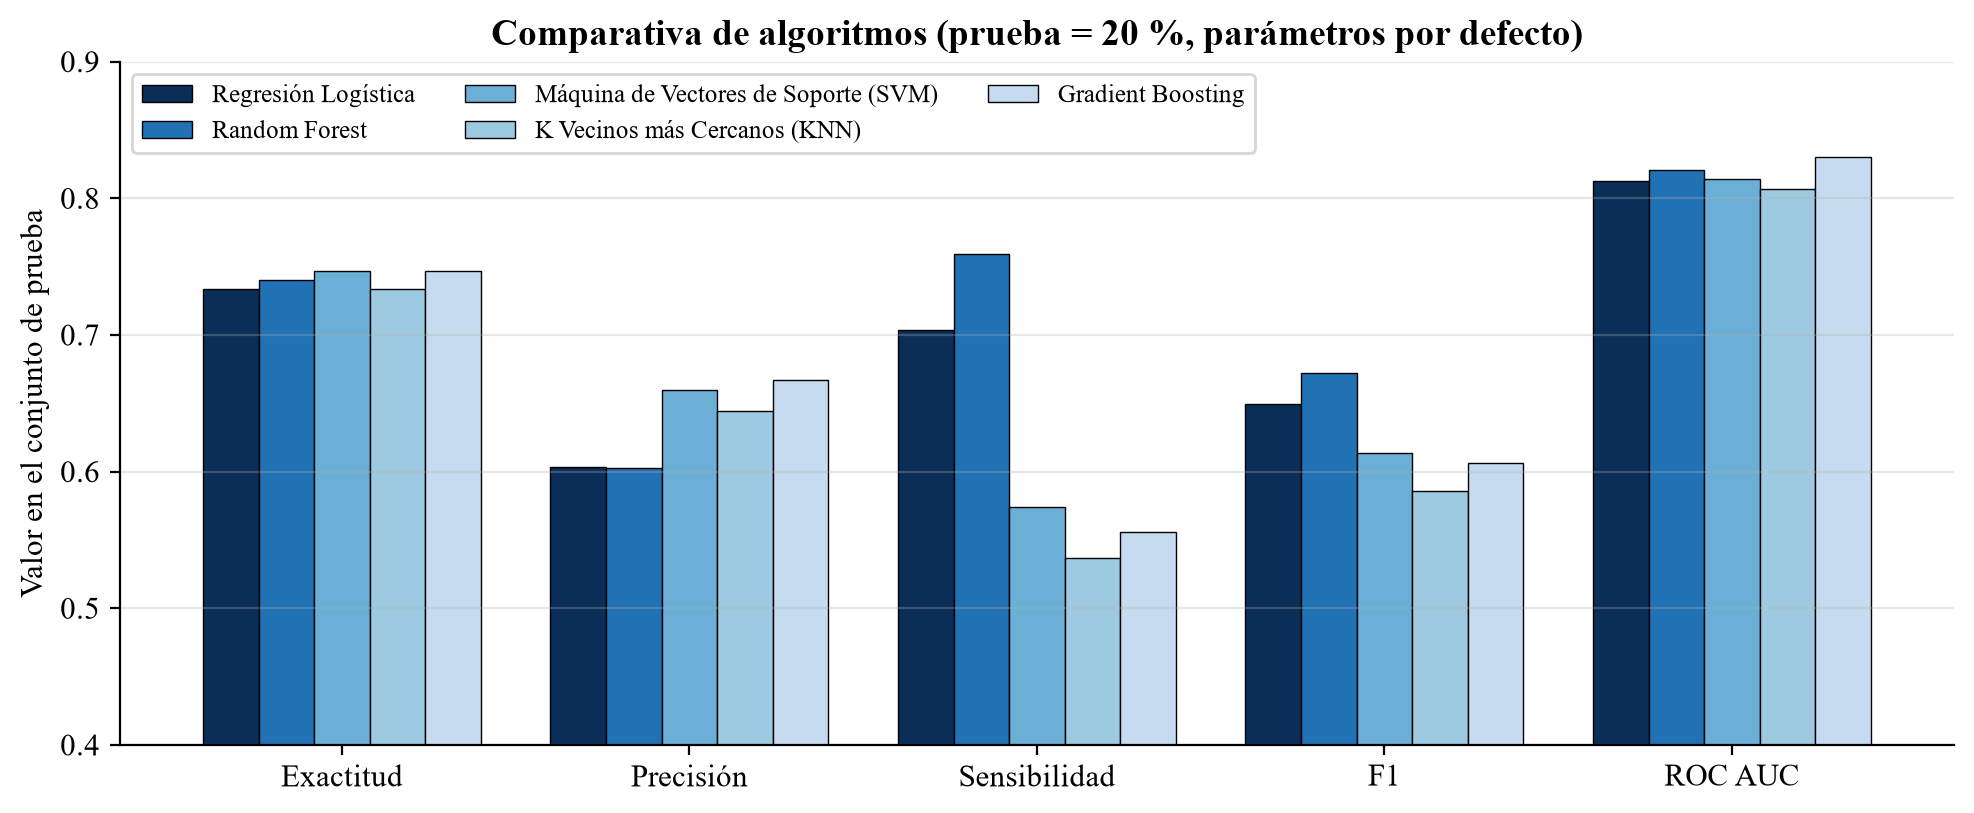 Comparativa de algoritmos (prueba = 20 %, parámetros por defecto)
Regresión Logística
Random Forest
Máquina de Vectores de Soporte (SVM)
K Vecinos más Cercanos (KNN)
Gradient Boosting
Valor en el conjunto de prueba
0.9
0.8
0.7
0.6
0.5
0.4
Exactitud
Precisión
Sensibilidad
F1
ROC AUC